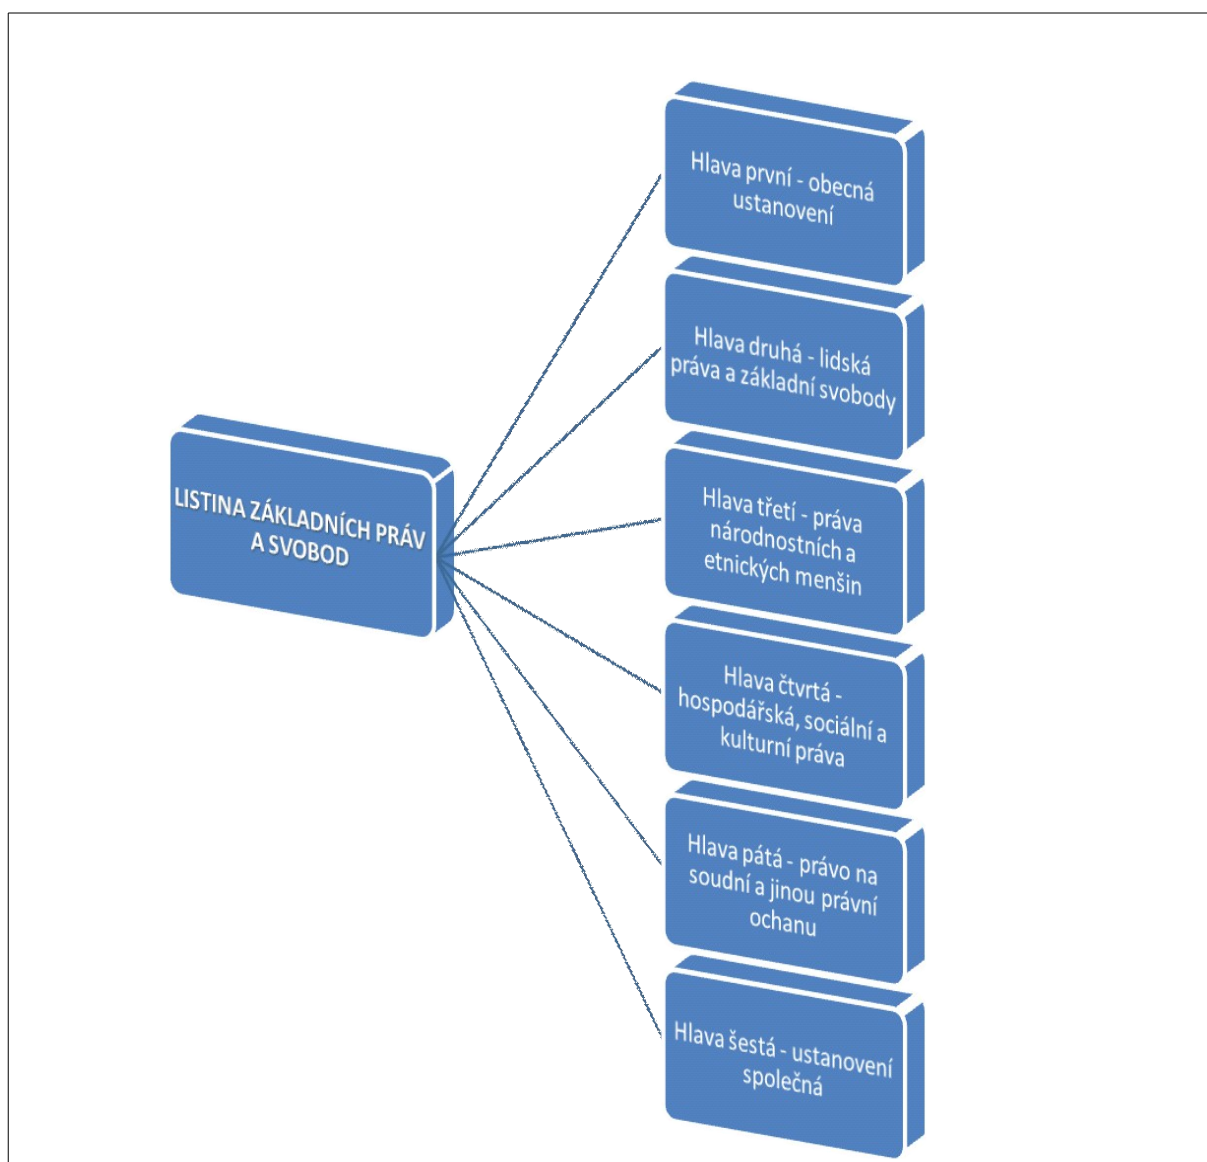 LISTINA ZÁKLADNÍCH PRÁV
A SVOBOD
Hlava první - obecná
ustanovení
Hlava druhá - lidská
práva a základní svobody
Hlava třetí - práva
národnostních a
etnických menšin
Hlava čtvrtá -
hospodářská, sociální a
kulturní práva
Hlava pátá - právo na
soudní a jinou právní
ochanu
Hlava šestá - ustanovení
společná